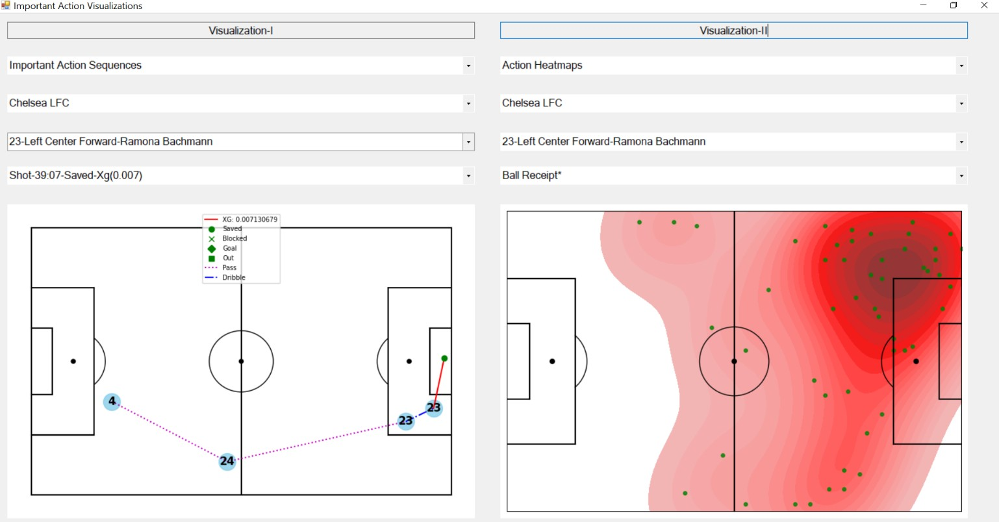 Important Action Visualizations
Visualization-I
Visualization-II
Important Action Sequences
Action Heatmaps
Chelsea LFC
Chelsea LFC
23-Left Center Forward-Ramona Bachmann
23-Left Center Forward-Ramona Bachmann
Shot-39:07-Saved-Xg(0.007)
Ball Receipt*
XG: 0.007130679
Saved
Blocked
Goal
Out
Pass
Dribble
4
23
23
24